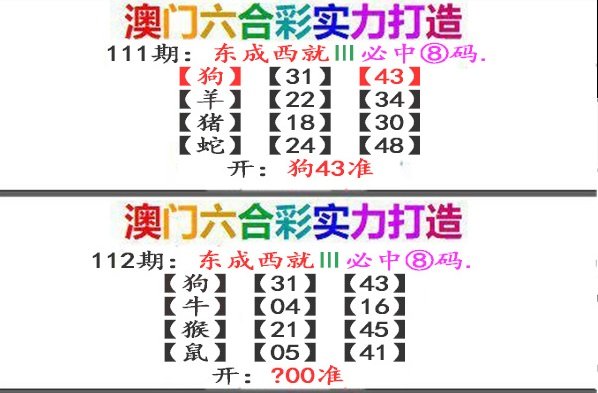 澳门六合彩实力打造
111期：东成西就III必中⑧码.
【狗】【31】【43】
【羊】【22】【34】
【猪】【18】【30】
【蛇】【24】【48】
开：狗43准
澳门六合彩实力打造
112期：东成西就III必中⑧码.
【狗】【31】【43】
【牛】【04】【16】
【猴】【21】【45】
【鼠】【05】【41】
开：?00准